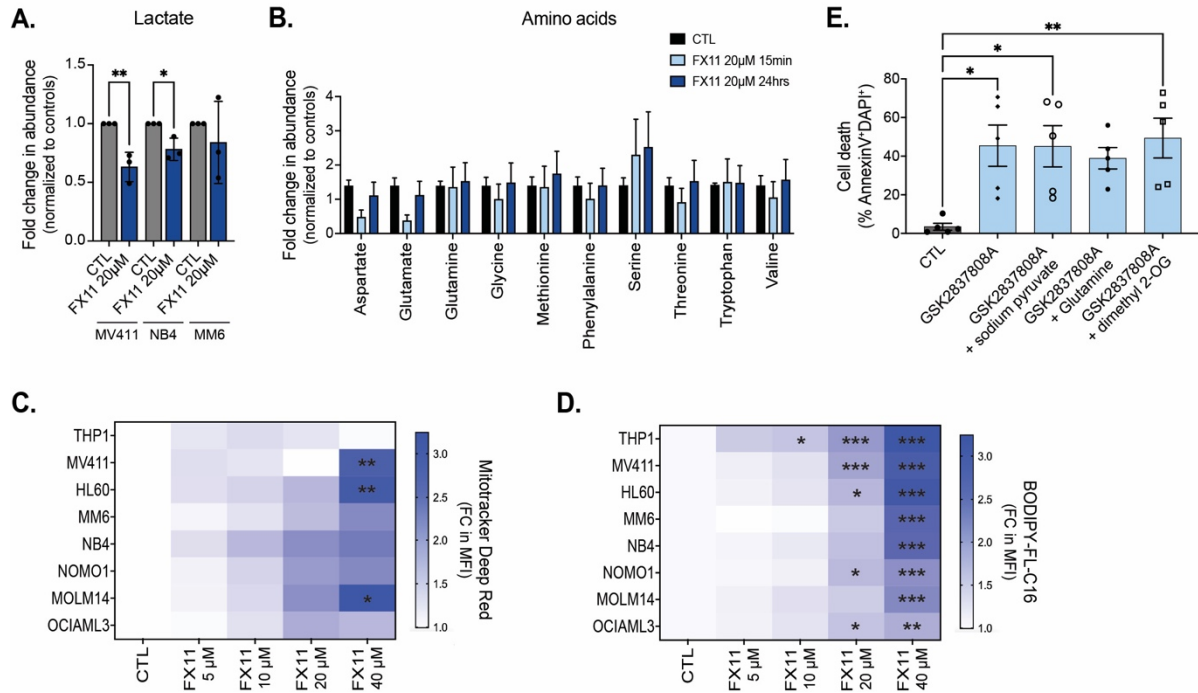 A.
Lactate
Fold change in abundance
(normalized to controls)
1.5
1.0
0.5
0.0
**
*
CTL
FX11 20µM
CTL
FX11 20µM
CTL
FX11 20µM
MV411
NB4
MM6
B.
Amino acids
CTL
FX11 20µM 15min
FX11 20µM 24hrs
Fold change in abundance
(normalized to controls)
5
4
3
2
1
0
Aspartate
Glutamate
Glutamine
Glycine
Methionine
Phenylalanine
Serine
Threonine
Tryptophan
Valine
E.
**
*
*
Cell death
(% AnnexinV⁺DAPI⁺)
80
60
40
20
0
CTL
GSK2837808A
GSK2837808A
+ sodium pyruvate
GSK2837808A
+ Glutamine
GSK2837808A
+ dimethyl 2-OG
C.
THP1
MV411
**
HL60
**
MM6
NB4
NOMO1
MOLM14
*
OCIAML3
CTL
FX11
5 µM
FX11
10 µM
FX11
20 µM
FX11
40 µM
3.0
2.5
2.0
1.5
1.0
Mitotracker Deep Red
(FC in MFI)
D.
THP1
* *** ***
MV411
*** ***
HL60
* ***
MM6
***
NB4
***
NOMO1
* ***
MOLM14
***
OCIAML3
* **
CTL
FX11
5 µM
FX11
10 µM
FX11
20 µM
FX11
40 µM
3.0
2.5
2.0
1.5
1.0
BODIPY-FL-C16
(FC in MFI)